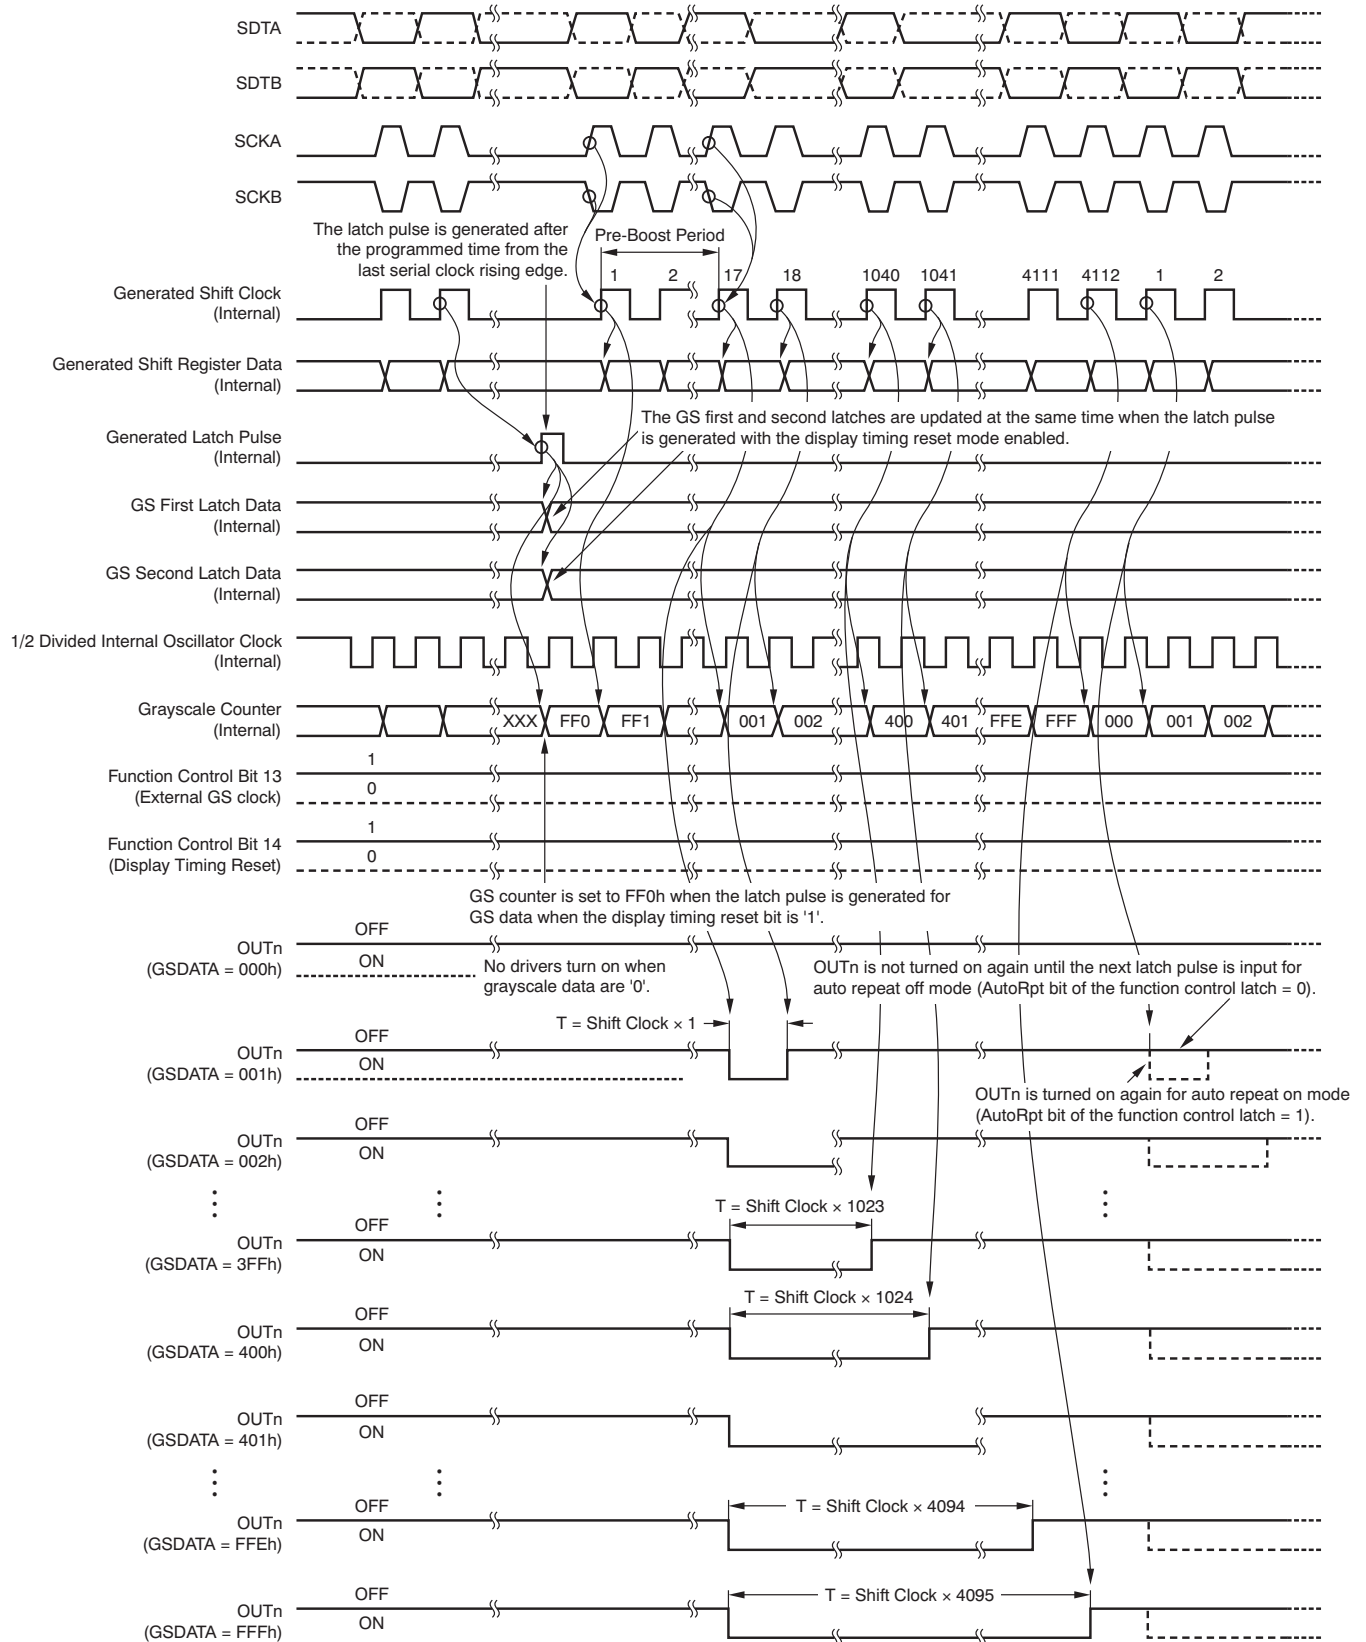 SDTA
SDTB
SCKA
SCKB
The latch pulse is generated after
the programmed time from the
last serial clock rising edge.
Pre-Boost Period
1 2 17 18 1040 1041 4111 4112 1 2
Generated Shift Clock
(Internal)
Generated Shift Register Data
(Internal)
The GS first and second latches are updated at the same time when the latch pulse
is generated with the display timing reset mode enabled.
Generated Latch Pulse
(Internal)
GS First Latch Data
(Internal)
GS Second Latch Data
(Internal)
1/2 Divided Internal Oscillator Clock
(Internal)
Grayscale Counter
(Internal)
XXX FF0 FF1 001 002 400 401 FFE FFF 000 001 002
1
Function Control Bit 13
(External GS clock)
0
1
Function Control Bit 14
(Display Timing Reset)
0
GS counter is set to FF0h when the latch pulse is generated for
GS data when the display timing reset bit is '1'.
OFF
OUTn
(GSDATA = 000h)
ON
No drivers turn on when
grayscale data are '0'.
OUTn is not turned on again until the next latch pulse is input for
auto repeat off mode (AutoRpt bit of the function control latch = 0).
T = Shift Clock × 1
OFF
OUTn
(GSDATA = 001h)
ON
OUTn is turned on again for auto repeat on mode
(AutoRpt bit of the function control latch = 1).
OFF
OUTn
(GSDATA = 002h)
ON
T = Shift Clock × 1023
OFF
OUTn
(GSDATA = 3FFh)
ON
T = Shift Clock × 1024
OFF
OUTn
(GSDATA = 400h)
ON
OFF
OUTn
(GSDATA = 401h)
ON
T = Shift Clock × 4094
OFF
OUTn
(GSDATA = FFEh)
ON
T = Shift Clock × 4095
OFF
OUTn
(GSDATA = FFFh)
ON